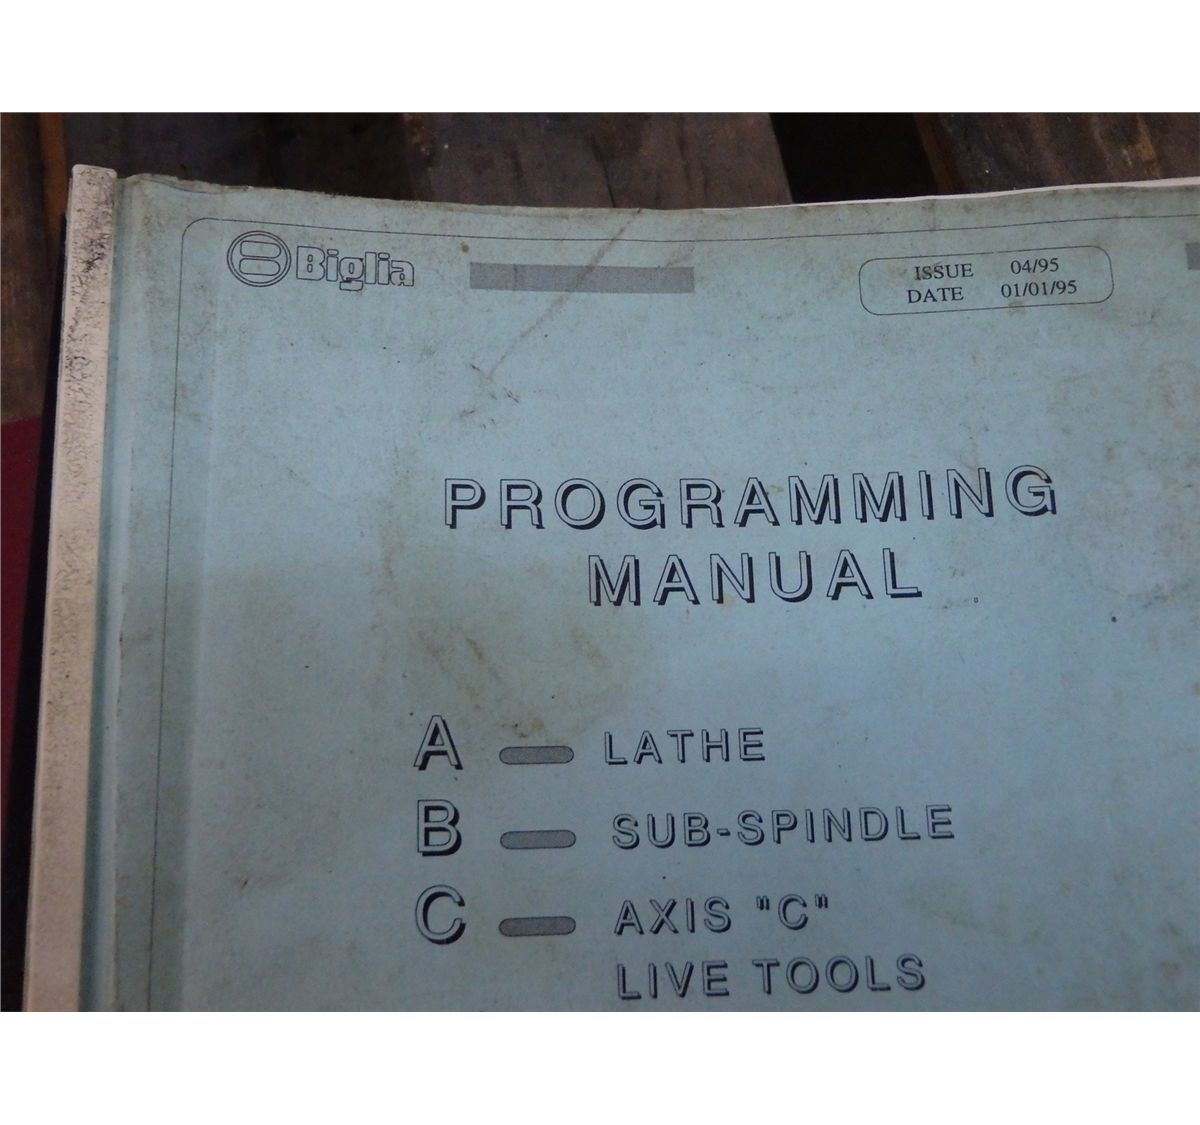 Biglia
ISSUE 04/95
DATE 01/01/95
PROGRAMMING
MANUAL
A LATHE
B SUB-SPINDLE
C AXIS "C"
LIVE TOOLS